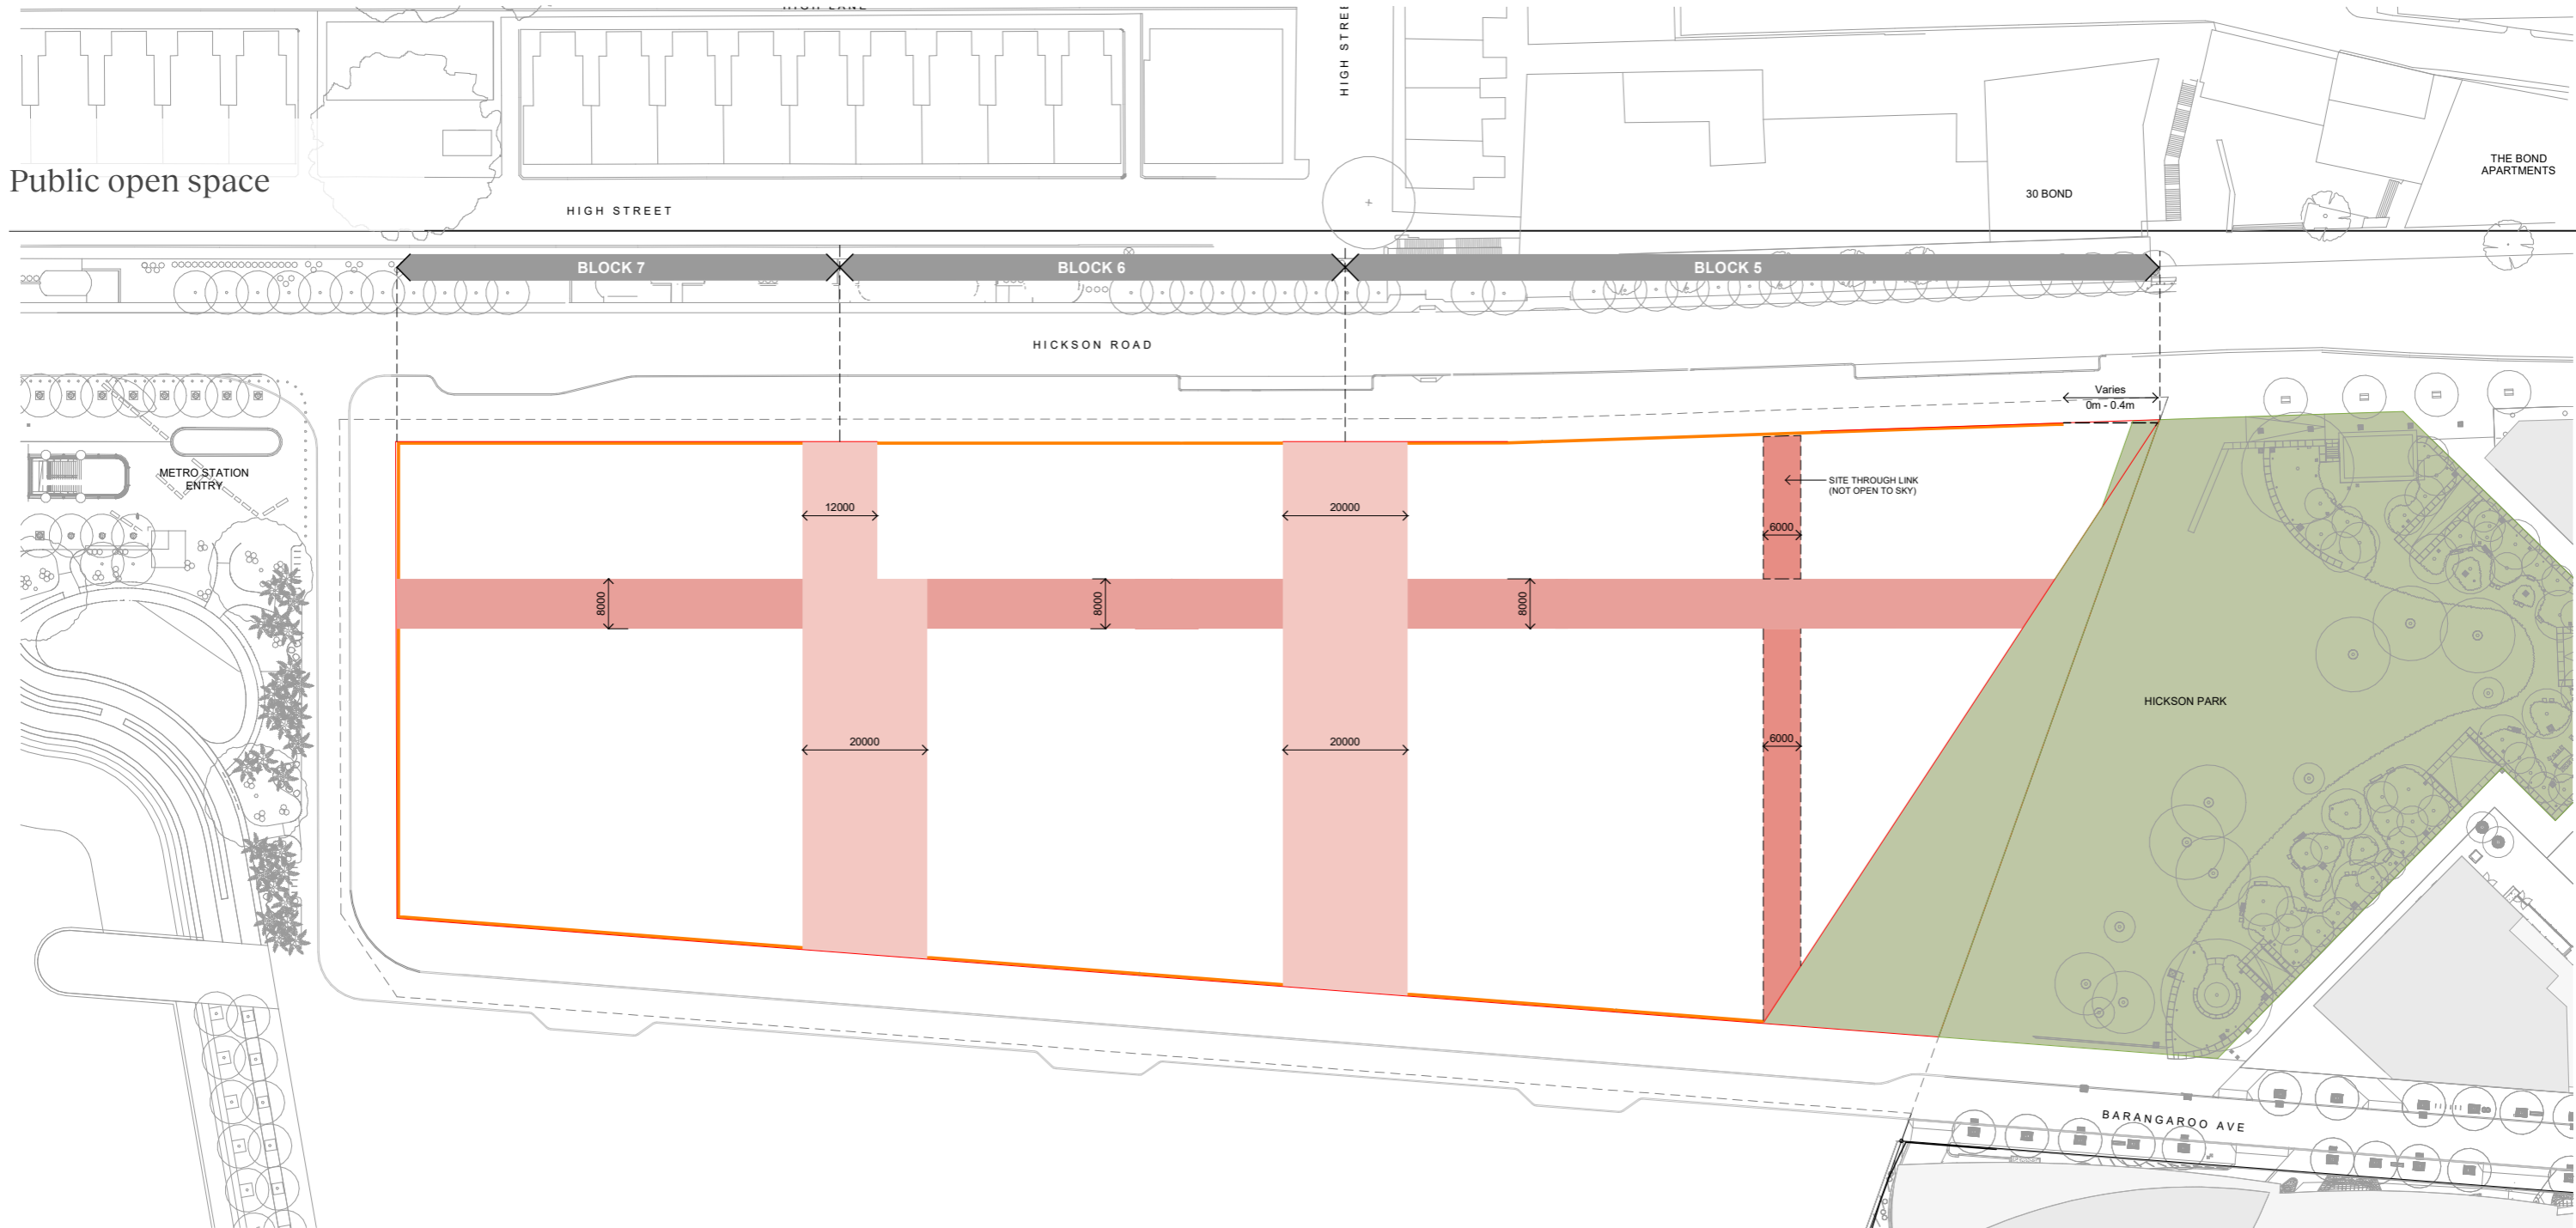 HIGH LANE
HIGH STREET
Public open space
HIGH STREET
30 BOND
THE BOND
APARTMENTS
BLOCK 7
BLOCK 6
BLOCK 5
HICKSON ROAD
Varies
0m - 0.4m
METRO STATION
ENTRY
SITE THROUGH LINK
(NOT OPEN TO SKY)
12000
20000
6000
8000
8000
8000
HICKSON PARK
20000
20000
6000
BARANGAROO AVE